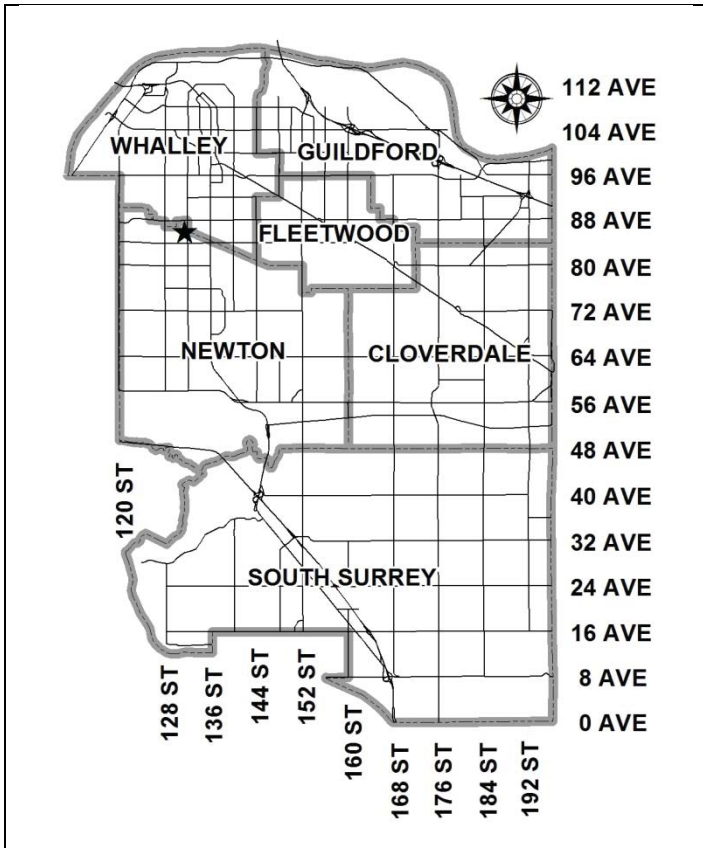 112 AVE
104 AVE
WHALLEY
GUILDFORD
96 AVE
88 AVE
FLEETWOOD
80 AVE
72 AVE
NEWTON
CLOVERDALE
64 AVE
56 AVE
48 AVE
120 ST
40 AVE
32 AVE
SOUTH SURREY
24 AVE
16 AVE
8 AVE
0 AVE
128 ST
136 ST
144 ST
152 ST
160 ST
168 ST
176 ST
184 ST
192 ST